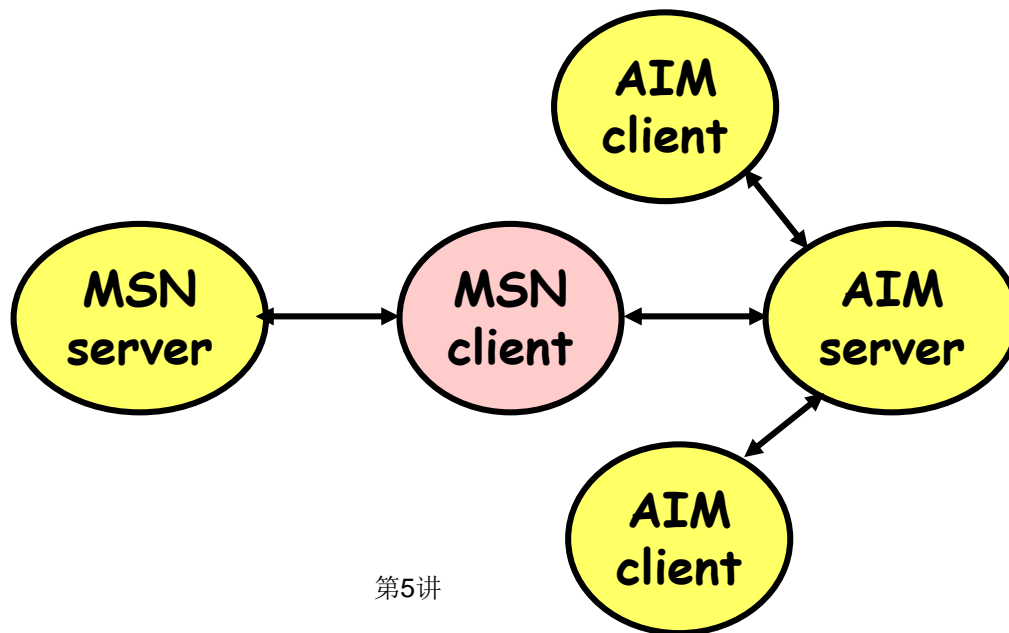 AIM
client
MSN
server
MSN
client
AIM
server
AIM
client
第5讲